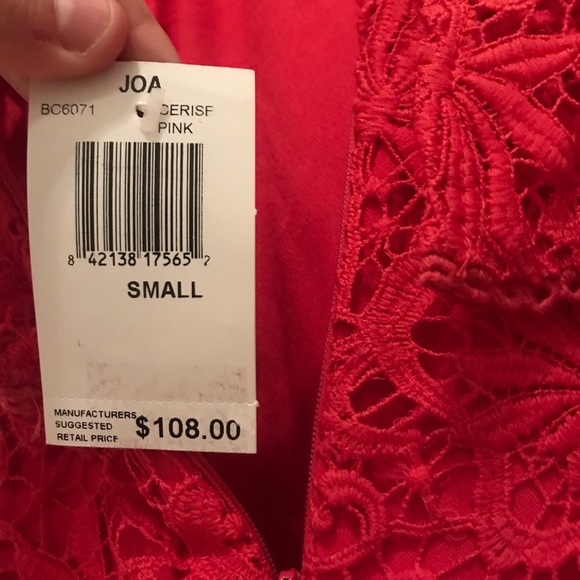 JOA
BC6071 CERISE
PINK
8 42138 17565 2
SMALL
MANUFACTURERS
SUGGESTED
RETAIL PRICE $108.00